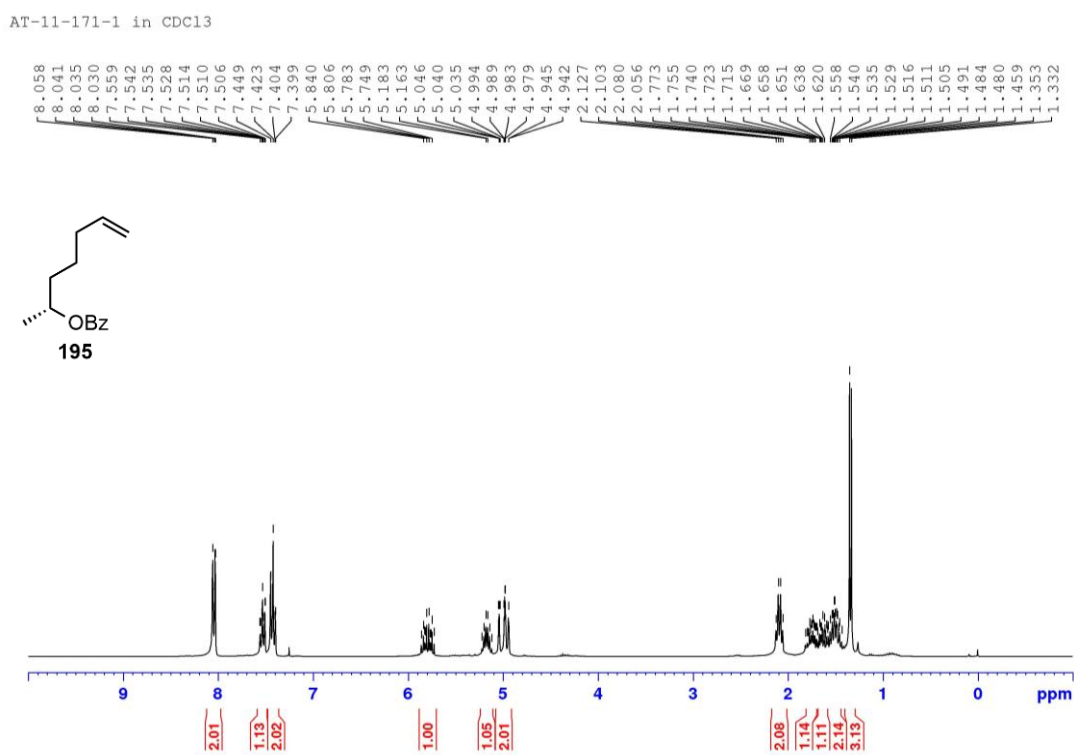 AT-11-171-1 in CDCl3
8.058 8.041 8.035 8.030 7.559 7.542 7.535 7.528 7.514 7.510 7.506 7.449 7.423 7.404 7.399 5.840 5.806 5.783 5.749 5.183 5.163 5.046 5.040 5.035 4.994 4.989 4.983 4.979 4.945 4.942 2.127 2.103 2.080 2.056 1.773 1.755 1.740 1.723 1.715 1.669 1.658 1.651 1.638 1.620 1.558 1.540 1.535 1.529 1.516 1.511 1.505 1.491 1.484 1.480 1.459 1.353 1.332
OBz
195
9 8 7 6 5 4 3 2 1 0 ppm
2.01 1.13 2.02 1.00 1.05 2.01 2.08 1.14 1.11 2.14 3.13